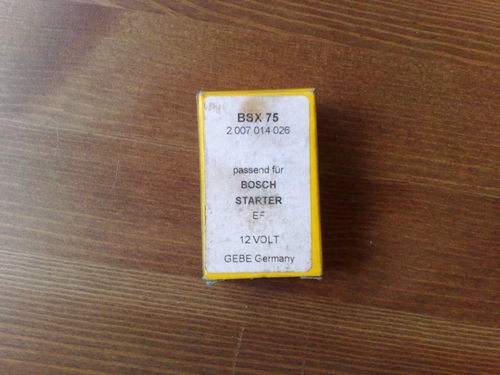 BSX 75
2 007 014 026
passend für
BOSCH
STARTER
EF
12 VOLT
GEBE Germany